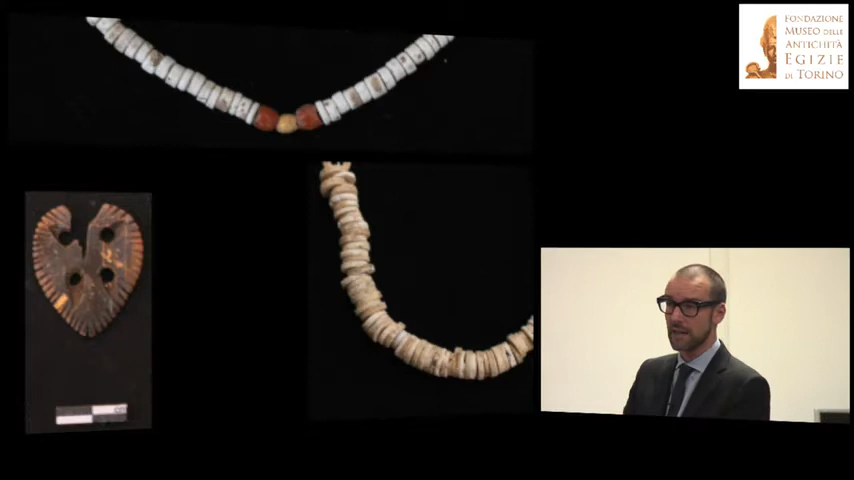 FONDAZIONE
MUSEO DELLE
ANTICHITÀ
EGIZIE
DI TORINO